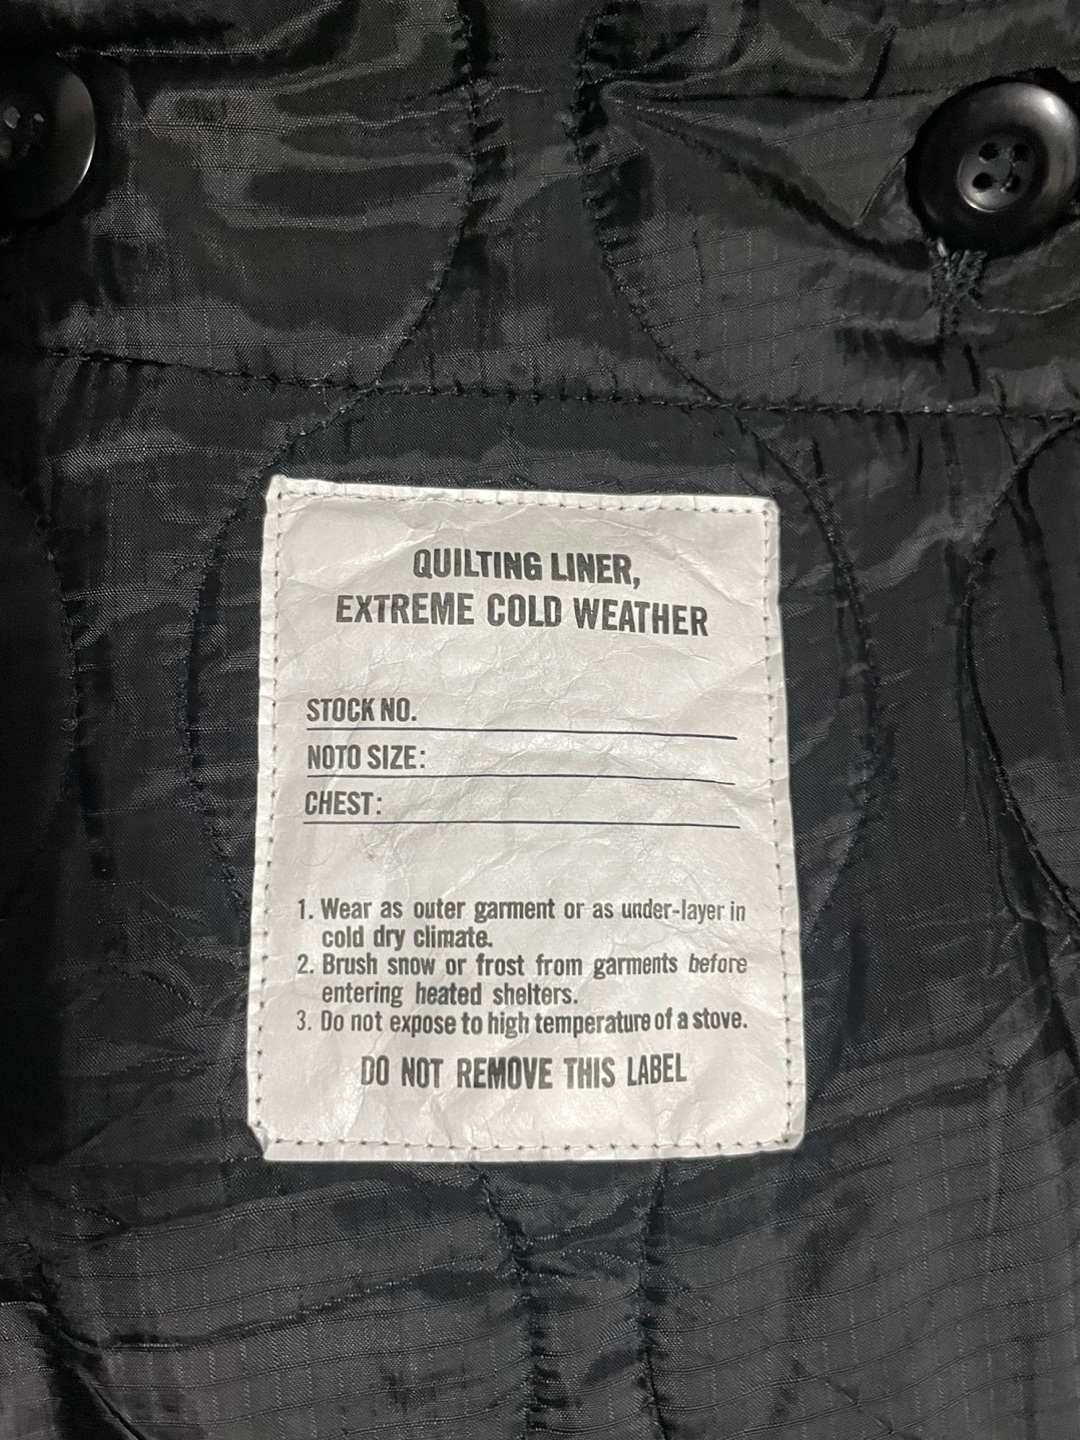 QUILTING LINER,
EXTREME COLD WEATHER
STOCK NO.
NOTO SIZE:
CHEST:
1. Wear as outer garment or as under-layer in
cold dry climate.
2. Brush snow or frost from garments before
entering heated shelters.
3. Do not expose to high temperature of a stove.
DO NOT REMOVE THIS LABEL